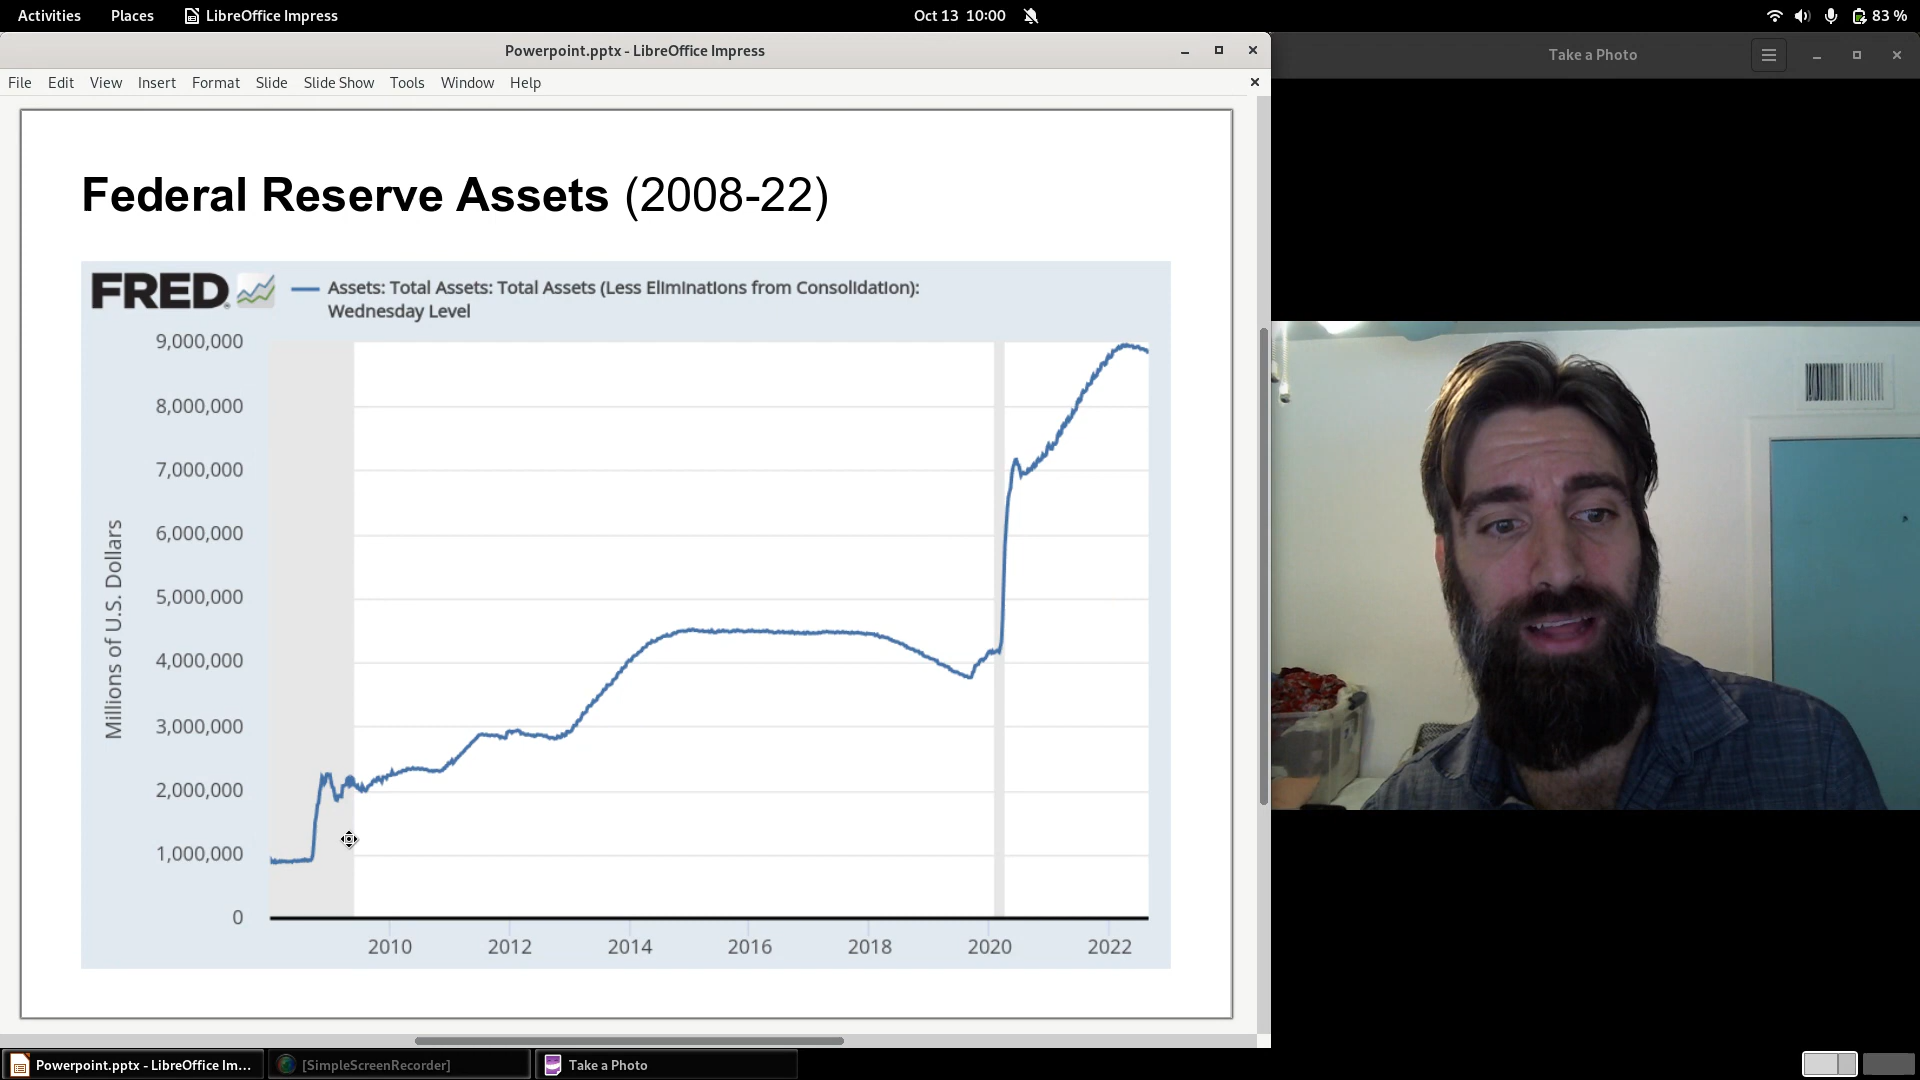 Activities Places LibreOffice Impress Oct 13 10:00 83 %
Powerpoint.pptx - LibreOffice Impress
File Edit View Insert Format Slide Slide Show Tools Window Help
Federal Reserve Assets (2008-22)
FRED
Assets: Total Assets: Total Assets (Less Eliminations from Consolidation):
Wednesday Level
Millions of U.S. Dollars
9,000,000
8,000,000
7,000,000
6,000,000
5,000,000
4,000,000
3,000,000
2,000,000
1,000,000
0
2010 2012 2014 2016 2018 2020 2022
Take a Photo
Powerpoint.pptx - LibreOffice Im...
[SimpleScreenRecorder]
Take a Photo